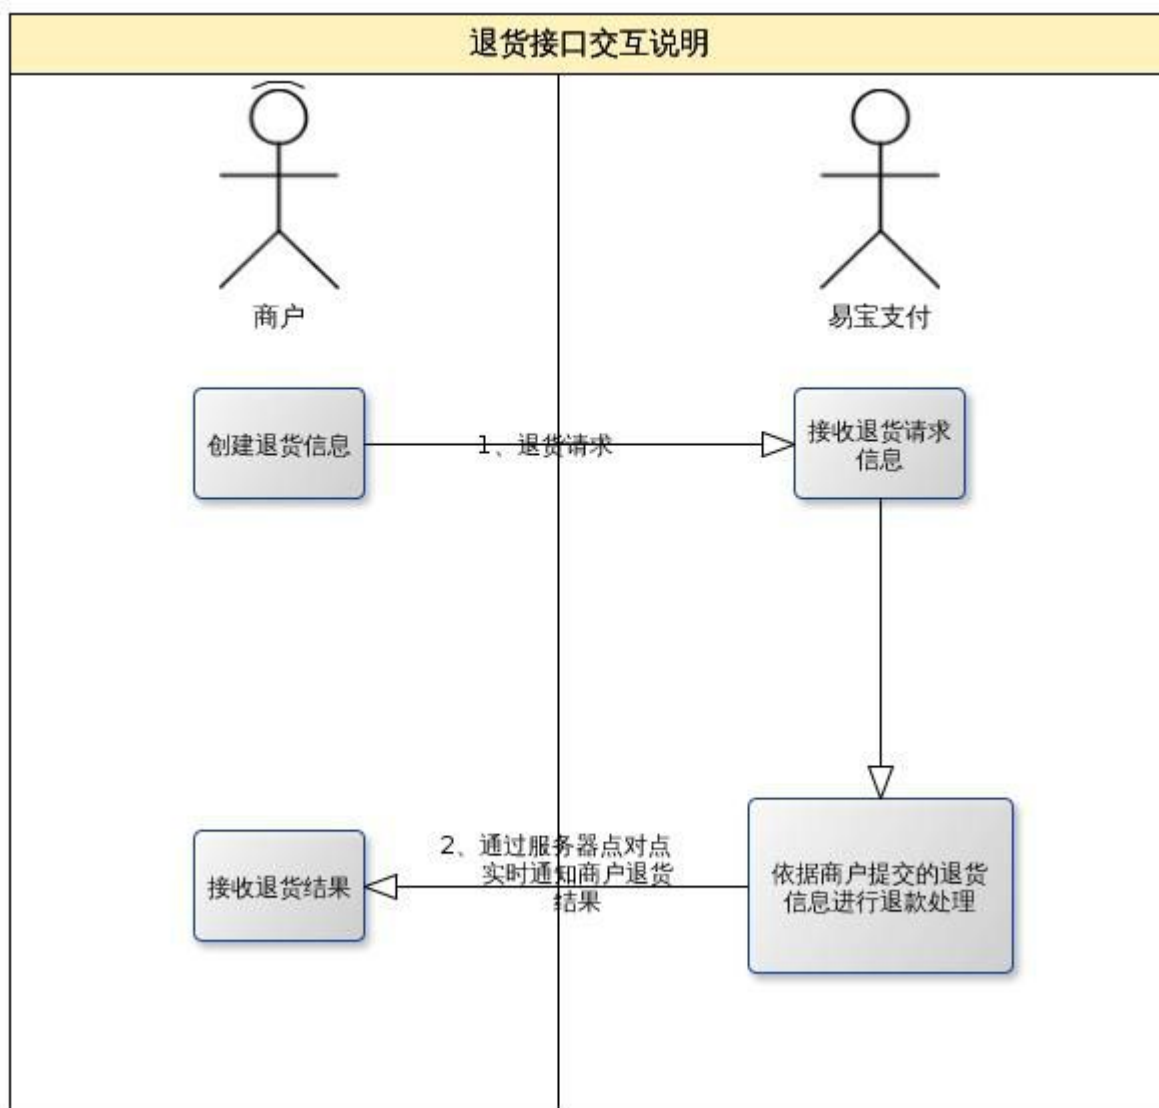 退货接口交互说明
商户
易宝支付
创建退货信息
1、退货请求
接收退货请求
信息
接收退货结果
2、通过服务器点对点
实时通知商户退货
结果
依据商户提交的退货
信息进行退款处理